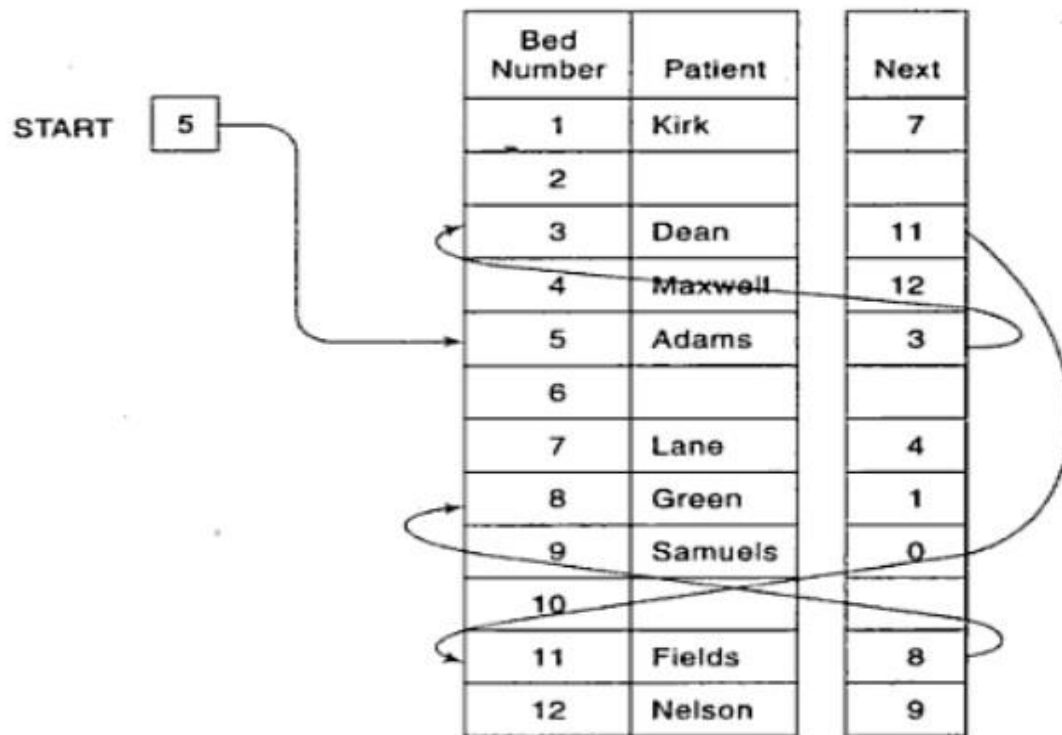 Bed Number Patient Next
START 5 1 Kirk 7
2
3 Dean 11
4 Maxwell 12
5 Adams 3
6
7 Lane 4
8 Green 1
9 Samuels 0
10
11 Fields 8
12 Nelson 9